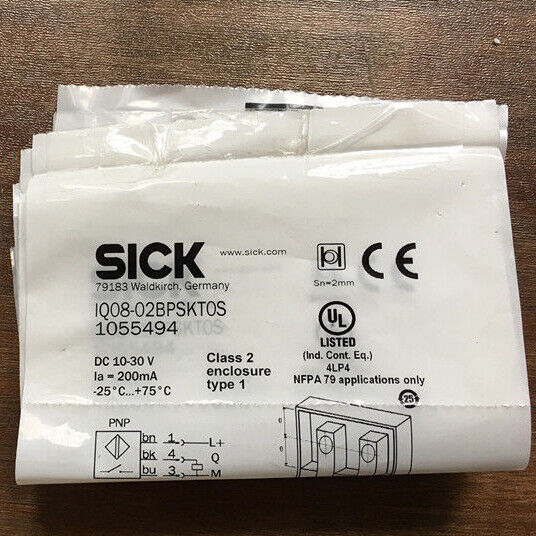 SICK
www.sick.com
79183 Waldkirch, Germany
IQ08-02BPSKT0S
1055494
DC 10-30 V
Ia = 200mA
-25°C...+75°C
Class 2
enclosure
type 1
Sn=2mm
CE
UL
LISTED
(Ind. Cont. Eq.)
4LP4
NFPA 79 applications only
25
PNP
bn 1 L+
bk 4 Q
bu 3 M